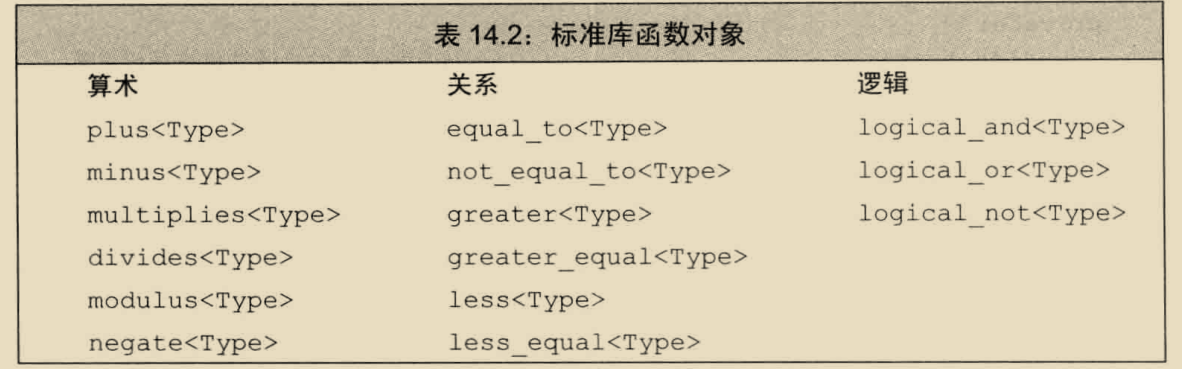 表 14.2：标准库函数对象
算术 关系 逻辑
plus<Type> equal_to<Type> logical_and<Type>
minus<Type> not_equal_to<Type> logical_or<Type>
multiplies<Type> greater<Type> logical_not<Type>
divides<Type> greater_equal<Type>
modulus<Type> less<Type>
negate<Type> less_equal<Type>